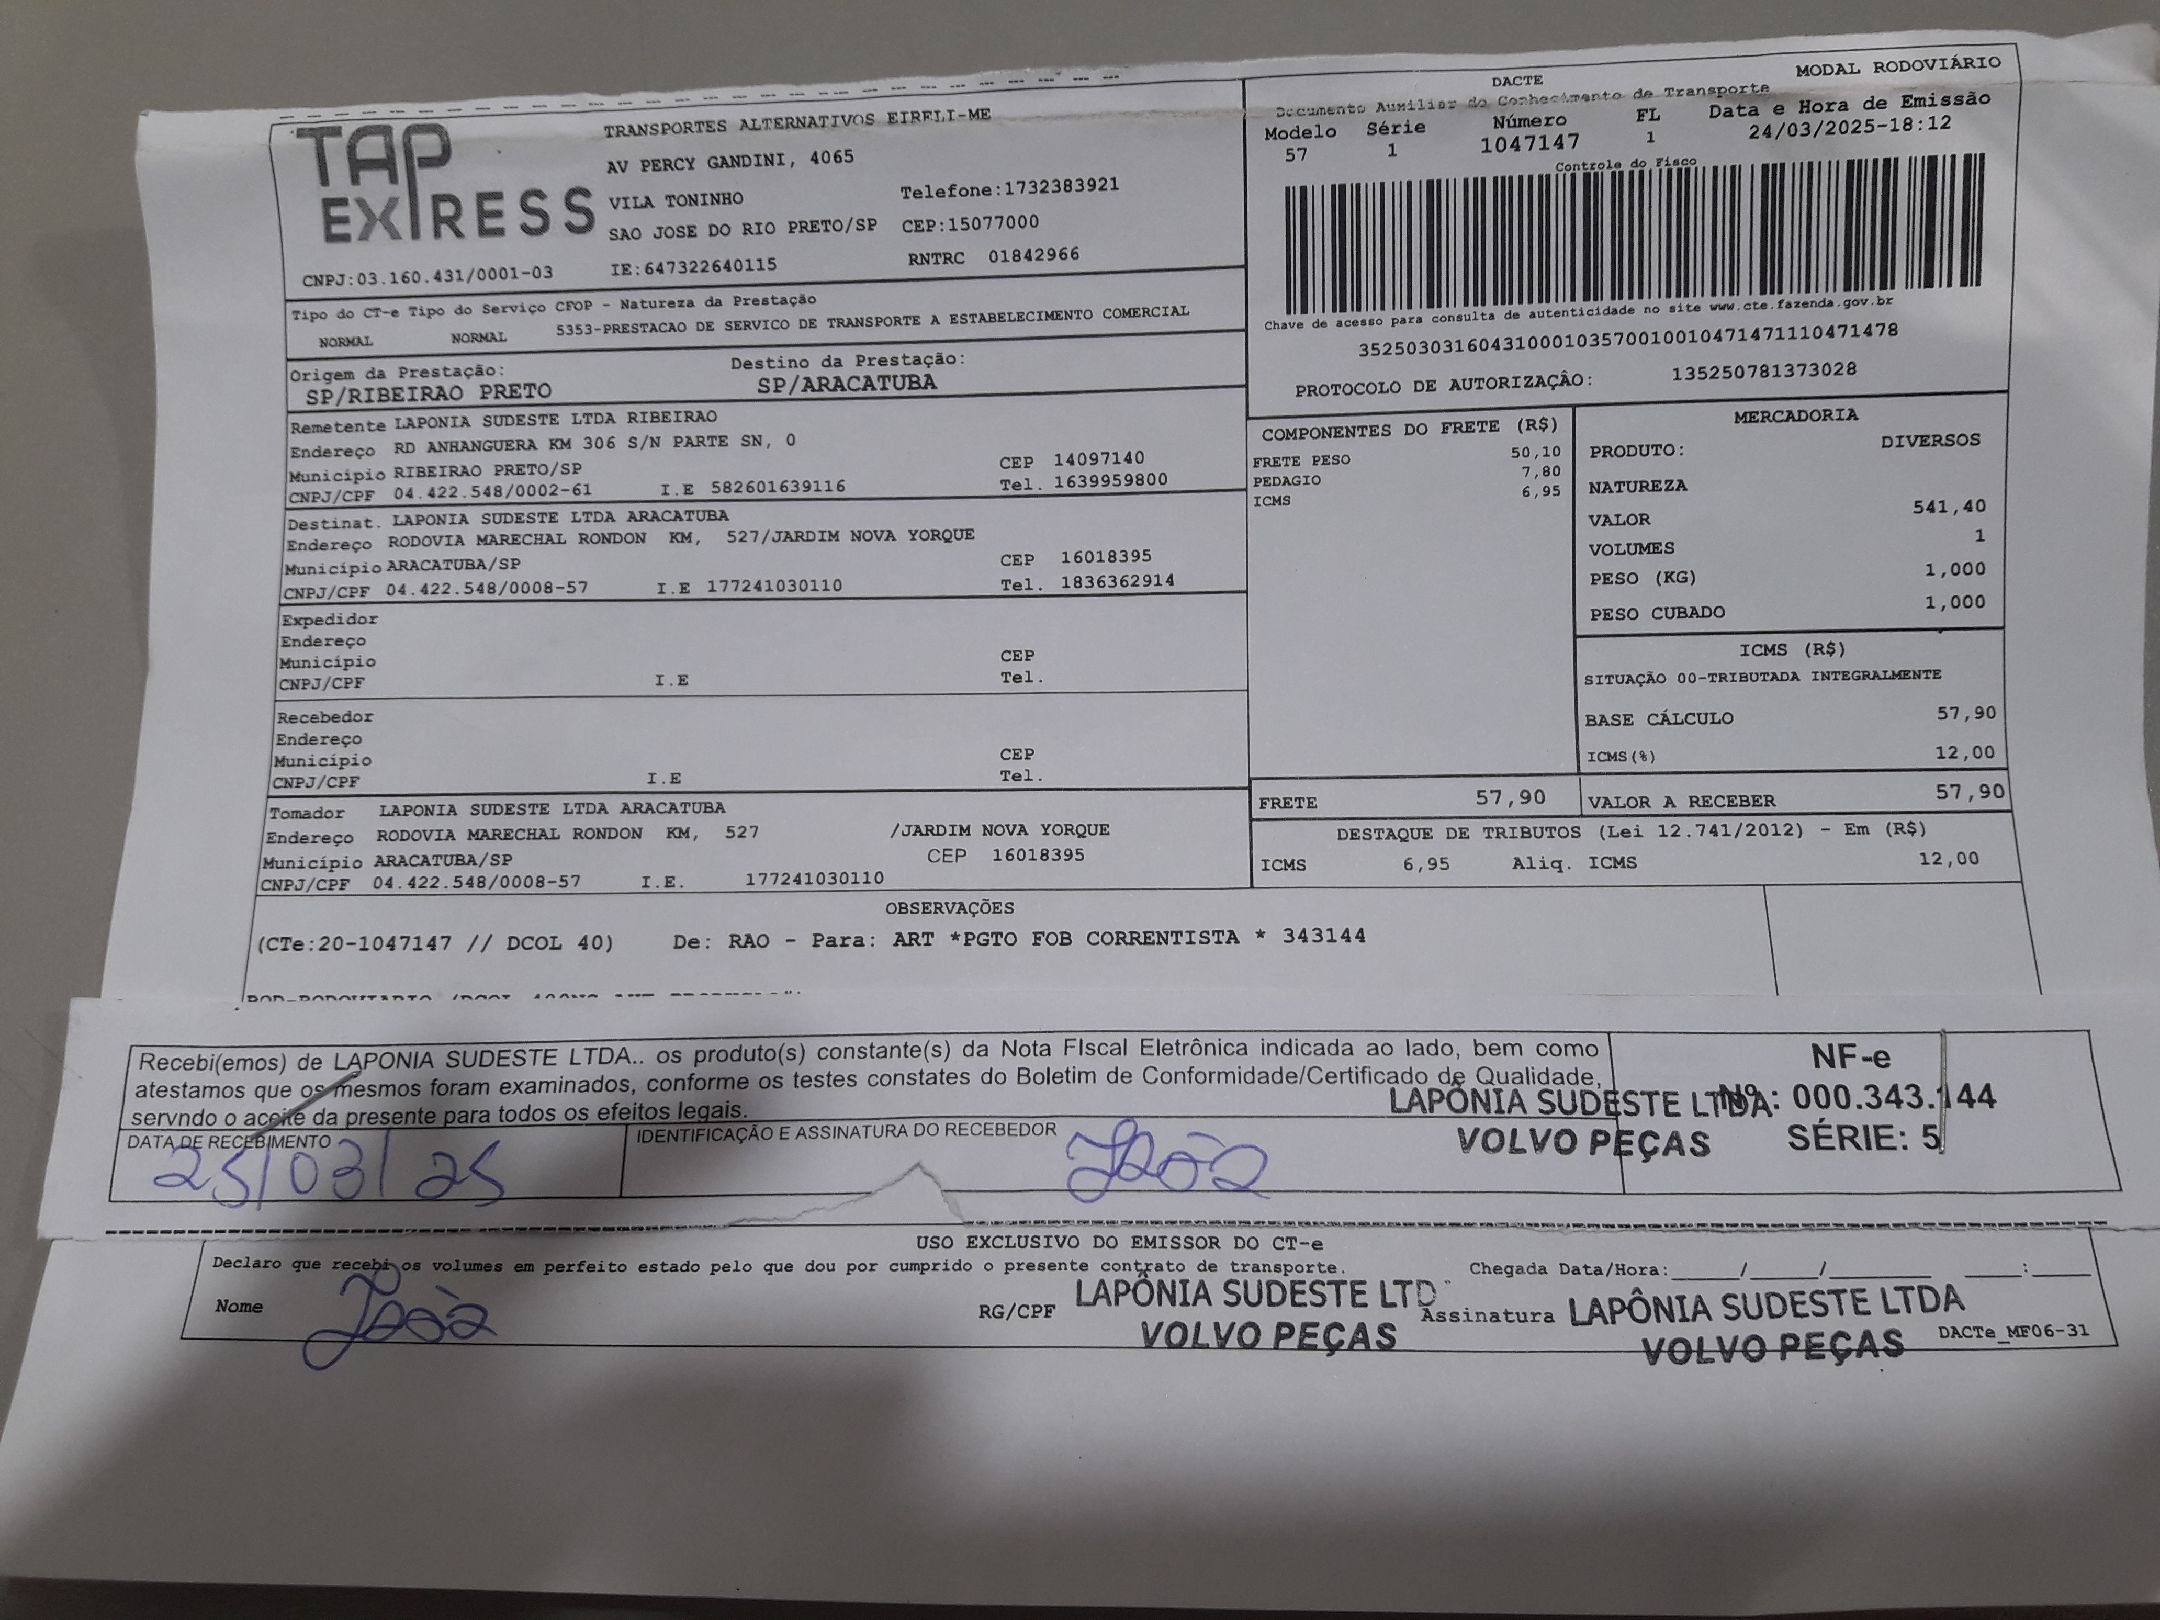 TAP EXPRESS
TRANSPORTES ALTERNATIVOS EIRELI-ME
AV PERCY GANDINI, 4065
VILA TONINHO Telefone:1732383921
SAO JOSE DO RIO PRETO/SP CEP:15077000
CNPJ:03.160.431/0001-03 IE:647322640115 RNTRC 01842966
DACTE MODAL RODOVIÁRIO
Documento Auxiliar do Conhecimento de Transporte
Modelo Série Número FL Data e Hora de Emissão
57 1 1047147 1 24/03/2025-18:12
Controle do Fisco
Chave de acesso para consulta de autenticidade no site www.cte.fazenda.gov.br
35250303160431000103570010010471471110471478
PROTOCOLO DE AUTORIZAÇÃO: 135250781373028
Tipo do CT-e Tipo do Serviço CFOP - Natureza da Prestação
NORMAL NORMAL 5353-PRESTACAO DE SERVICO DE TRANSPORTE A ESTABELECIMENTO COMERCIAL
Origem da Prestação: Destino da Prestação:
SP/RIBEIRAO PRETO SP/ARACATUBA
Remetente LAPONIA SUDESTE LTDA RIBEIRAO
Endereço RD ANHANGUERA KM 306 S/N PARTE SN, 0
Município RIBEIRAO PRETO/SP CEP 14097140
CNPJ/CPF 04.422.548/0002-61 I.E 582601639116 Tel. 1639959800
Destinat. LAPONIA SUDESTE LTDA ARACATUBA
Endereço RODOVIA MARECHAL RONDON KM, 527/JARDIM NOVA YORQUE
Município ARACATUBA/SP CEP 16018395
CNPJ/CPF 04.422.548/0008-57 I.E 177241030110 Tel. 1836362914
Expedidor
Endereço
Município CEP
CNPJ/CPF I.E Tel.
Recebedor
Endereço
Município CEP
CNPJ/CPF I.E Tel.
Tomador LAPONIA SUDESTE LTDA ARACATUBA
Endereço RODOVIA MARECHAL RONDON KM, 527 /JARDIM NOVA YORQUE
Município ARACATUBA/SP CEP 16018395
CNPJ/CPF 04.422.548/0008-57 I.E. 177241030110
COMPONENTES DO FRETE (R$)
FRETE PESO 50,10
PEDAGIO 7,80
ICMS 6,95
MERCADORIA
PRODUTO: DIVERSOS
NATUREZA
VALOR 541,40
VOLUMES 1
PESO (KG) 1,000
PESO CUBADO 1,000
ICMS (R$)
SITUAÇÃO 00-TRIBUTADA INTEGRALMENTE
BASE CÁLCULO 57,90
ICMS(%) 12,00
FRETE 57,90 VALOR A RECEBER 57,90
DESTAQUE DE TRIBUTOS (Lei 12.741/2012) - Em (R$)
ICMS 6,95 Aliq. ICMS 12,00
OBSERVAÇÕES
(CTe:20-1047147 // DCOL 40) De: RAO - Para: ART *PGTO FOB CORRENTISTA * 343144
Recebi(emos) de LAPONIA SUDESTE LTDA.. os produto(s) constante(s) da Nota FIscal Eletrônica indicada ao lado, bem como
atestamos que os mesmos foram examinados, conforme os testes constates do Boletim de Conformidade/Certificado de Qualidade,
servndo o aceite da presente para todos os efeitos legais.
NF-e
Nº: 000.343.144
SÉRIE: 5
LAPÔNIA SUDESTE LTDA
VOLVO PEÇAS
DATA DE RECEBIMENTO IDENTIFICAÇÃO E ASSINATURA DO RECEBEDOR
25/03/25 João
USO EXCLUSIVO DO EMISSOR DO CT-e
Declaro que recebi os volumes em perfeito estado pelo que dou por cumprido o presente contrato de transporte. Chegada Data/Hora:_____/_____/_______ ____:____
Nome João RG/CPF LAPÔNIA SUDESTE LTD Assinatura LAPÔNIA SUDESTE LTDA
VOLVO PEÇAS VOLVO PEÇAS DACTe_MF06-31